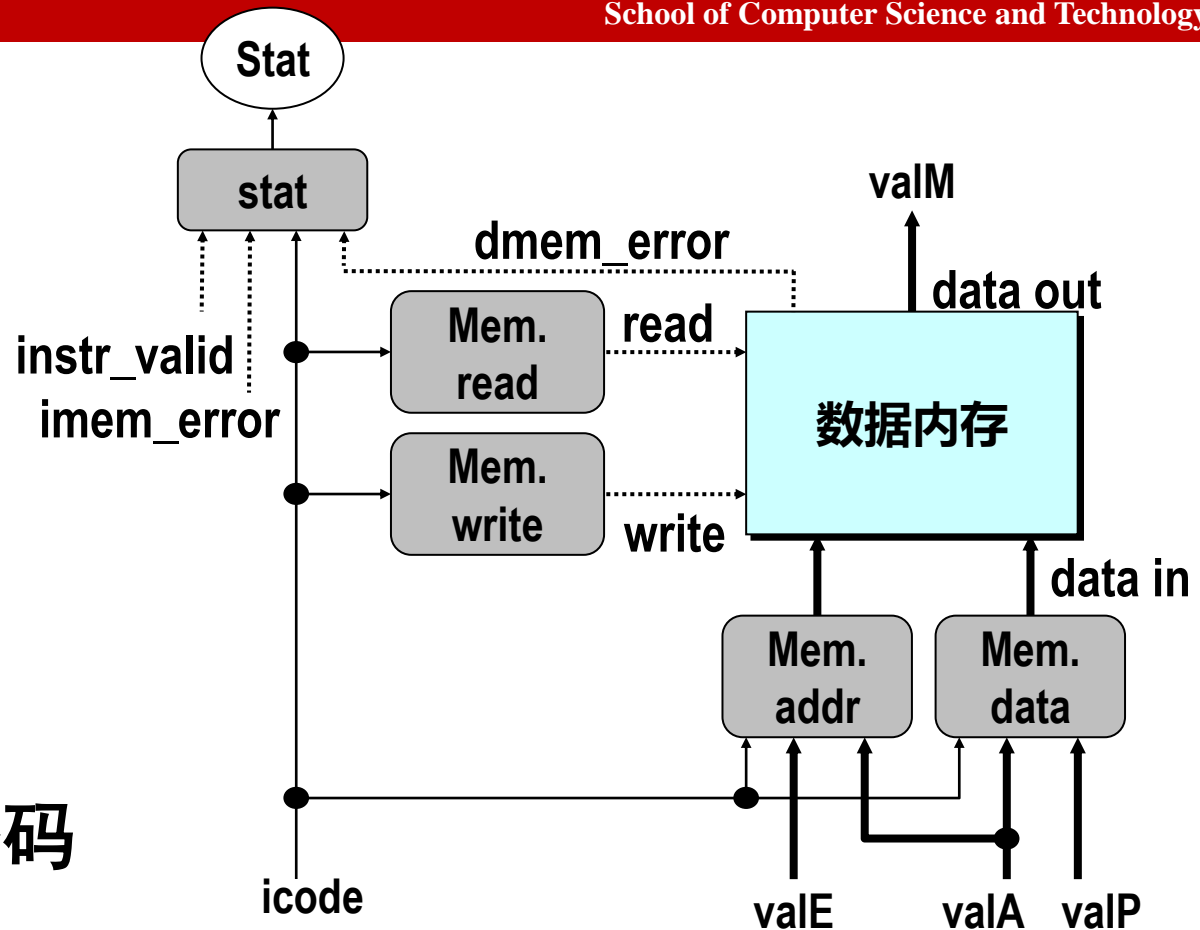 School of Computer Science and Technology
Stat
stat
valM
dmem_error
data out
instr_valid
imem_error
Mem.
read
read
数据内存
Mem.
write
write
data in
Mem.
addr
Mem.
data
码
icode
valE
valA
valP